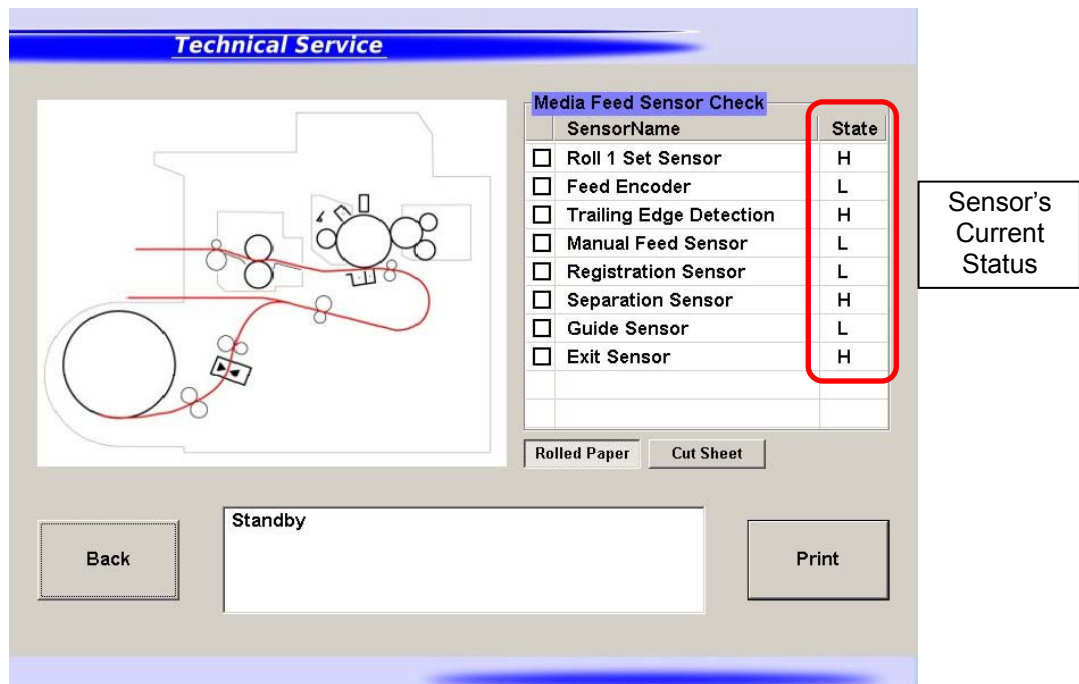 Technical Service
Media Feed Sensor Check
SensorName State
Roll 1 Set Sensor H
Feed Encoder L
Trailing Edge Detection H
Manual Feed Sensor L
Registration Sensor L
Separation Sensor H
Guide Sensor L
Exit Sensor H
Sensor's
Current
Status
Rolled Paper Cut Sheet
Standby
Back
Print